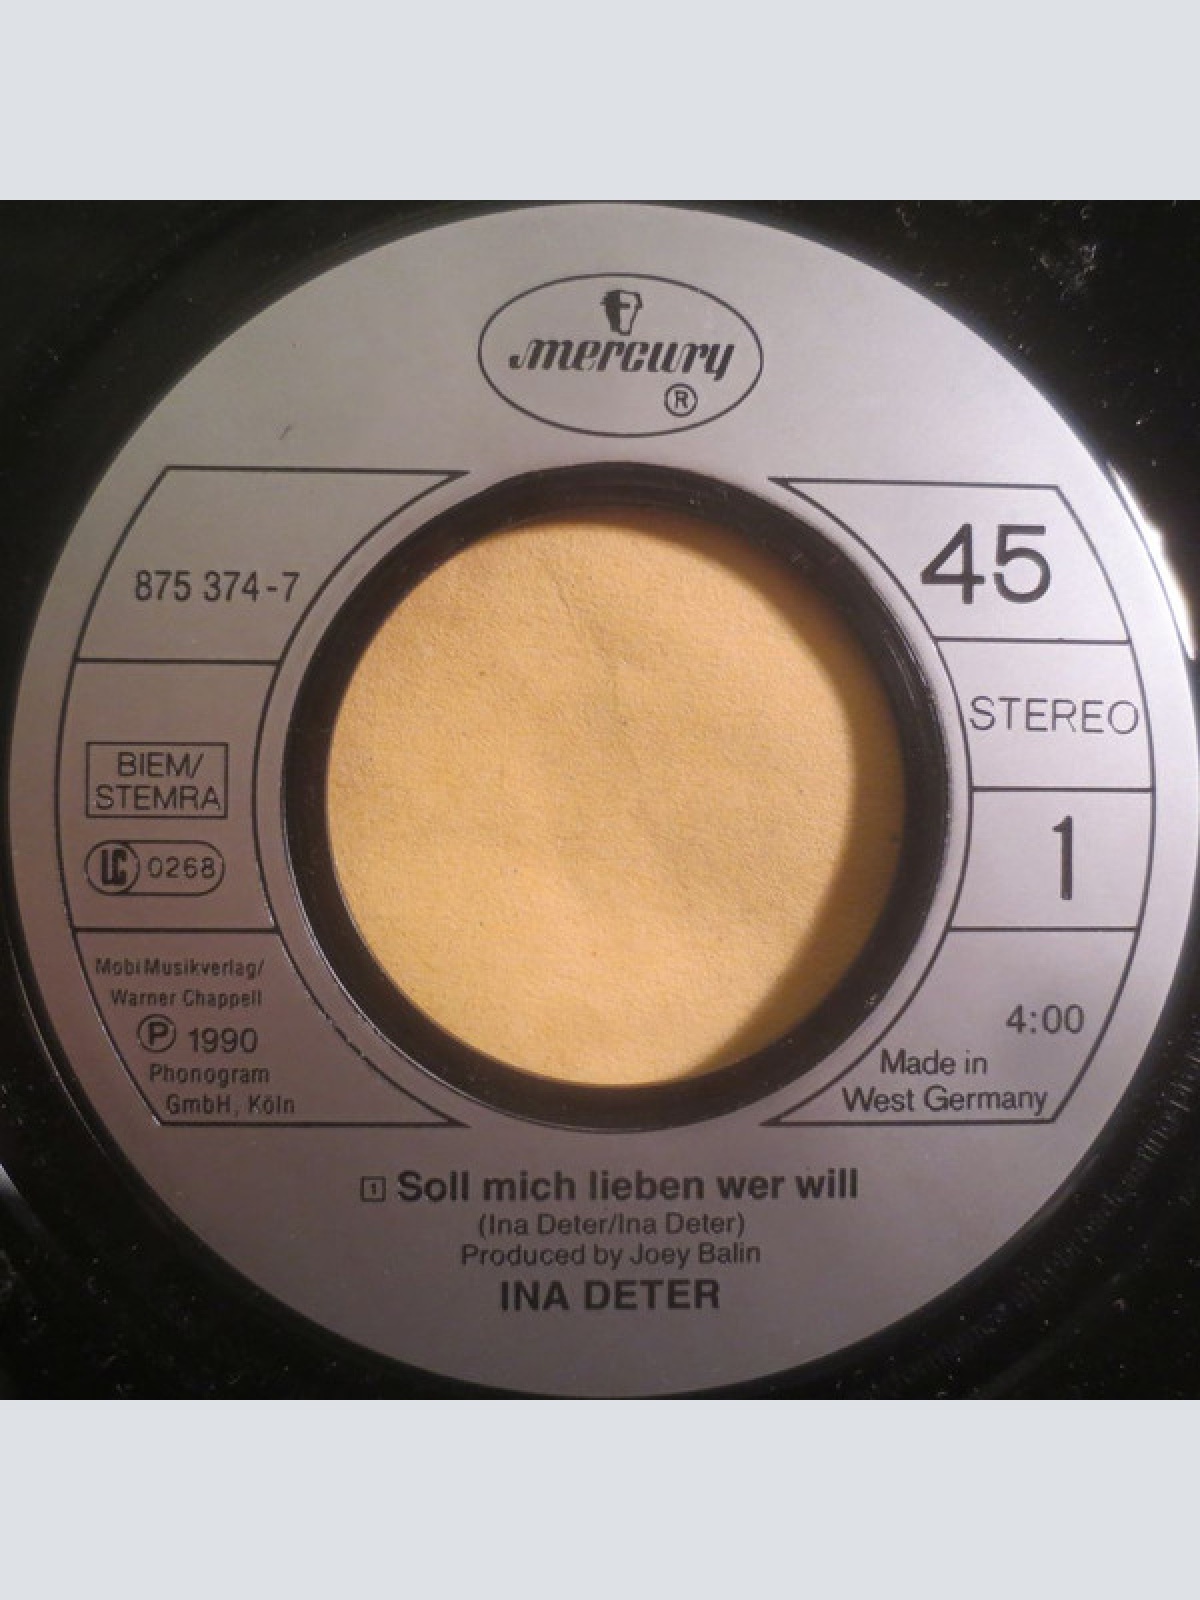 mercury
®
875 374-7
BIEM/
STEMRA
LC 0268
Mobi Musikverlag/
Warner Chappell
Ⓟ 1990
Phonogram
GmbH, Köln
45
STEREO
1
4:00
Made in
West Germany
1 Soll mich lieben wer will
(Ina Deter/Ina Deter)
Produced by Joey Balin
INA DETER